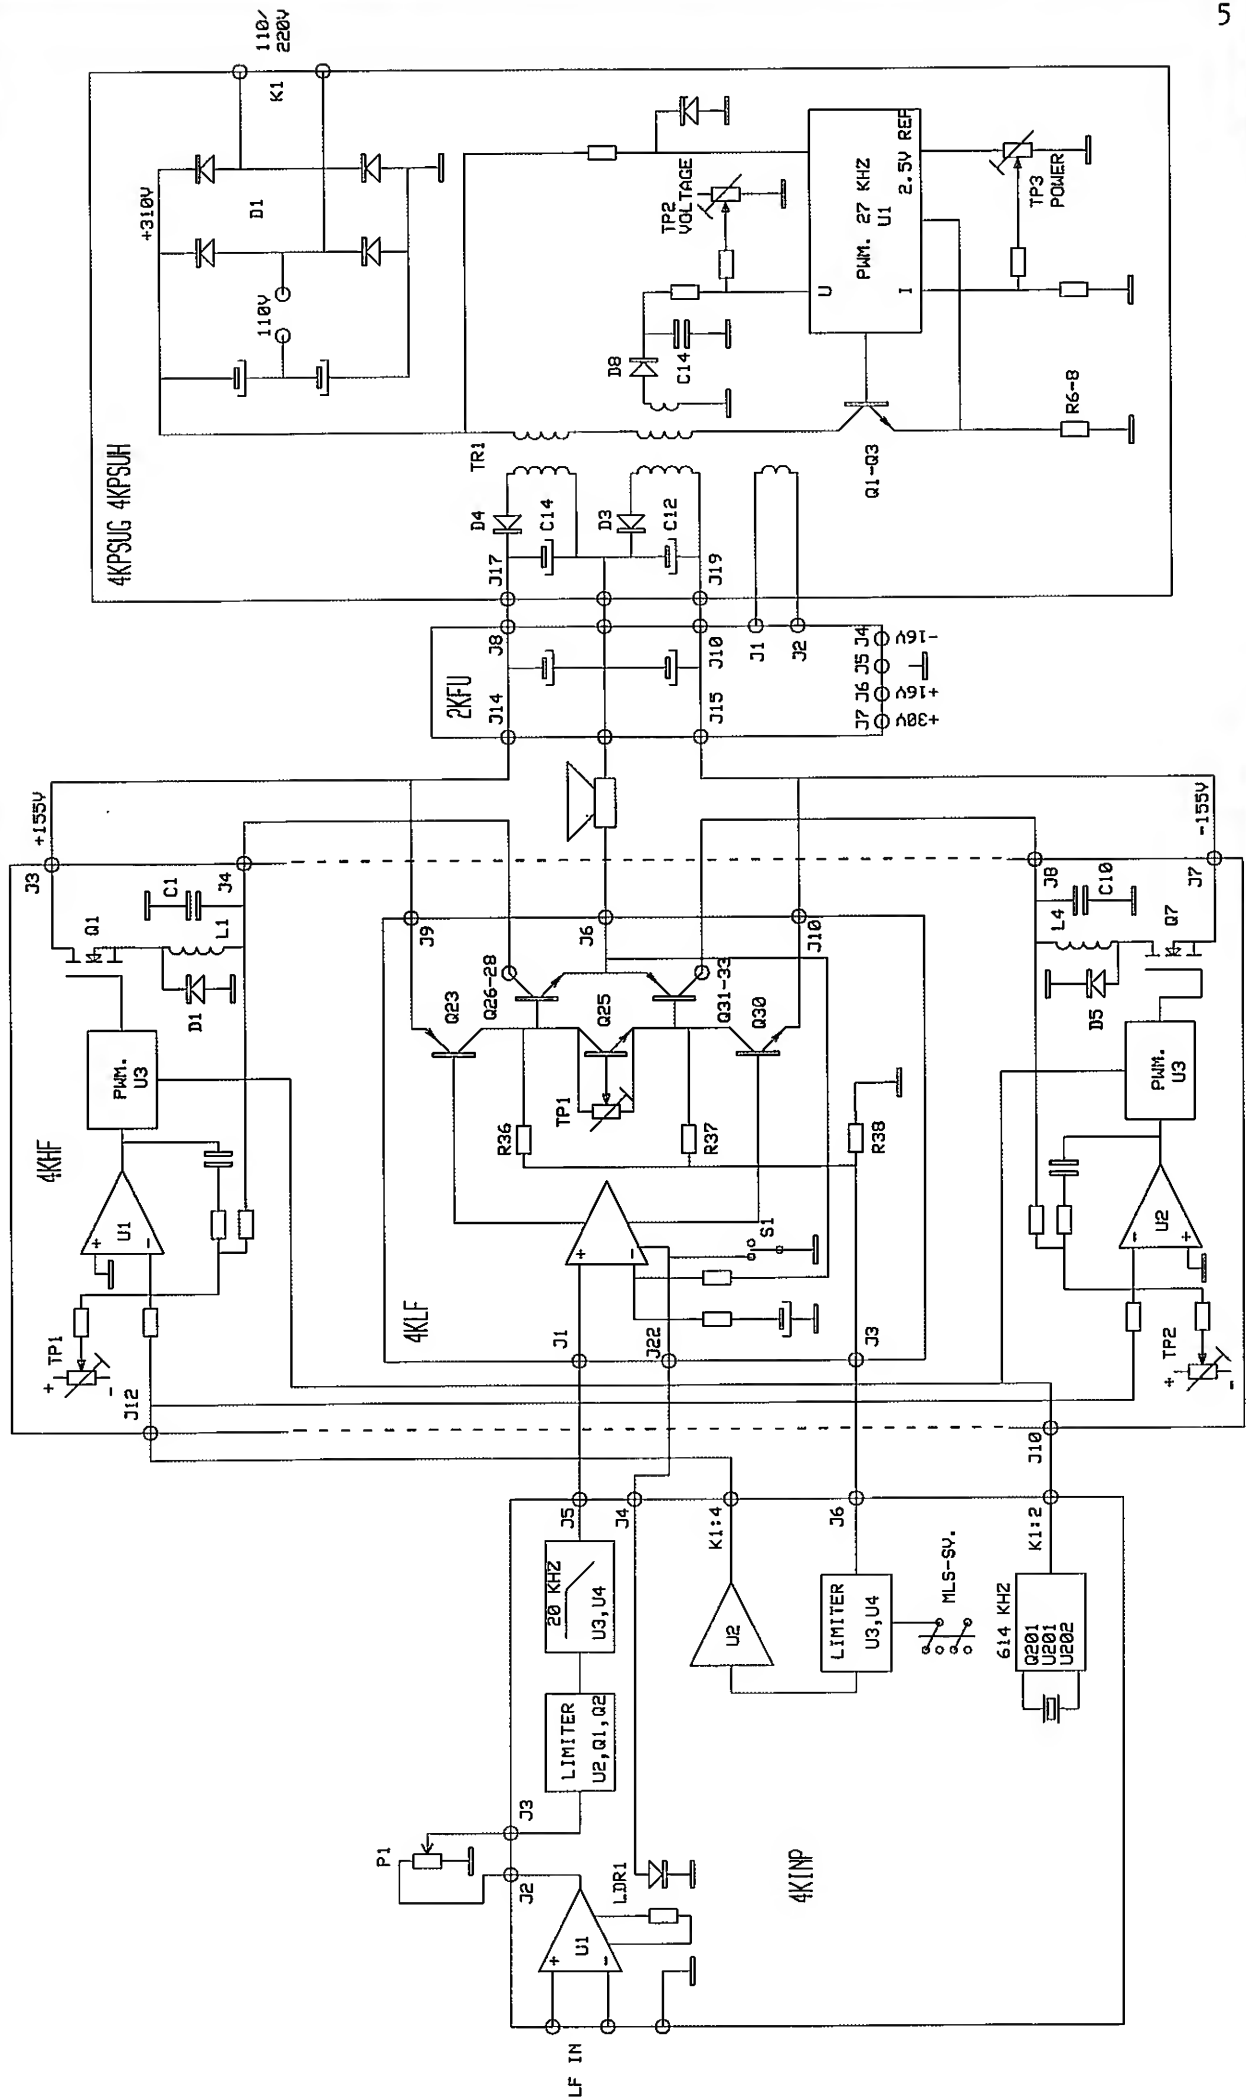 5
110/
220V
K1
+310V
D1
110V
4KPSUG 4KPSUH
TR1
D4
C14
D3
C12
J17
J19
D8
C14
TP2
VOLTAGE
U
PWM. 27 KHZ
U1
2.5V REF
I
TP3
POWER
Q1-Q3
R6-8
2KFU
J8
J10
J14
J15
J1
J2
J4
J5
J6
J7
-16V
+16V
+30V
+155V
-155V
4KHF
J3
Q1
C1
J4
L1
D1
PWM.
U3
U1
+
-
TP1
+
-
J12
J8
C10
L4
J7
Q7
D5
PWM.
U3
U2
-
+
TP2
+
-
J10
4KLF
J9
J6
J10
Q23
Q26-28
Q25
Q31-33
Q30
TP1
R36
R37
R38
+
-
S1
J1
J22
J3
4KINP
J5
J4
K1:4
J6
K1:2
20 KHZ
U3,U4
LIMITER
U2,Q1,Q2
U2
LIMITER
U3,U4
MLS-SV.
614 KHZ
Q201
U201
U202
P1
J3
J2
LDR1
U1
+
-
LF IN